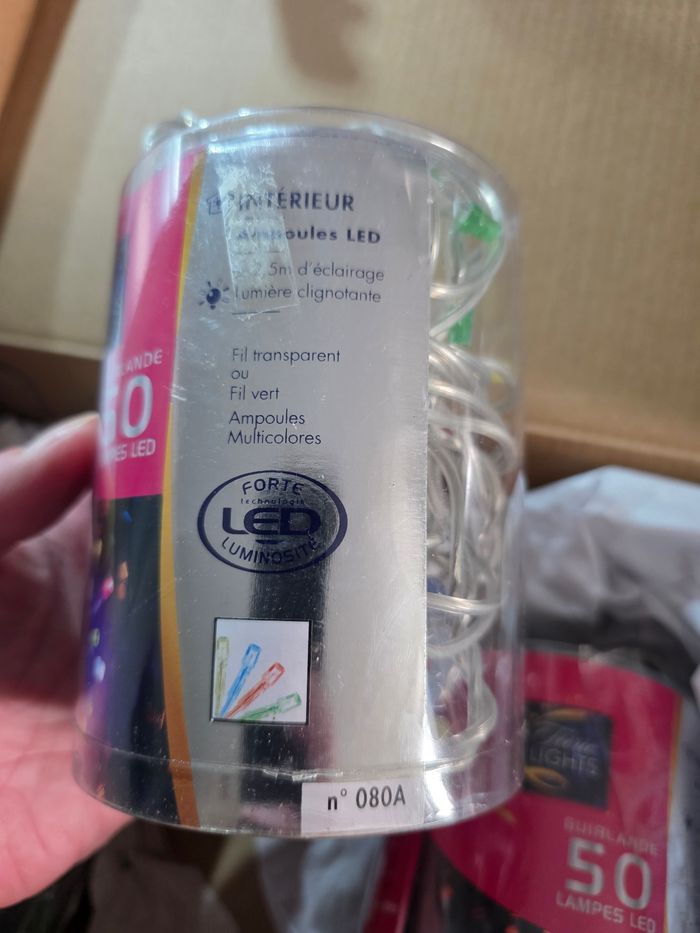 INTÉRIEUR
Ampoules LED
5m d'éclairage
Lumière clignotante
Fil transparent
ou
Fil vert
Ampoules
Multicolores
FORTE
technologie
LED
LUMINOSITÉ
n° 080A
50
LIGHTS
GUIRLANDE
50
LAMPES LED